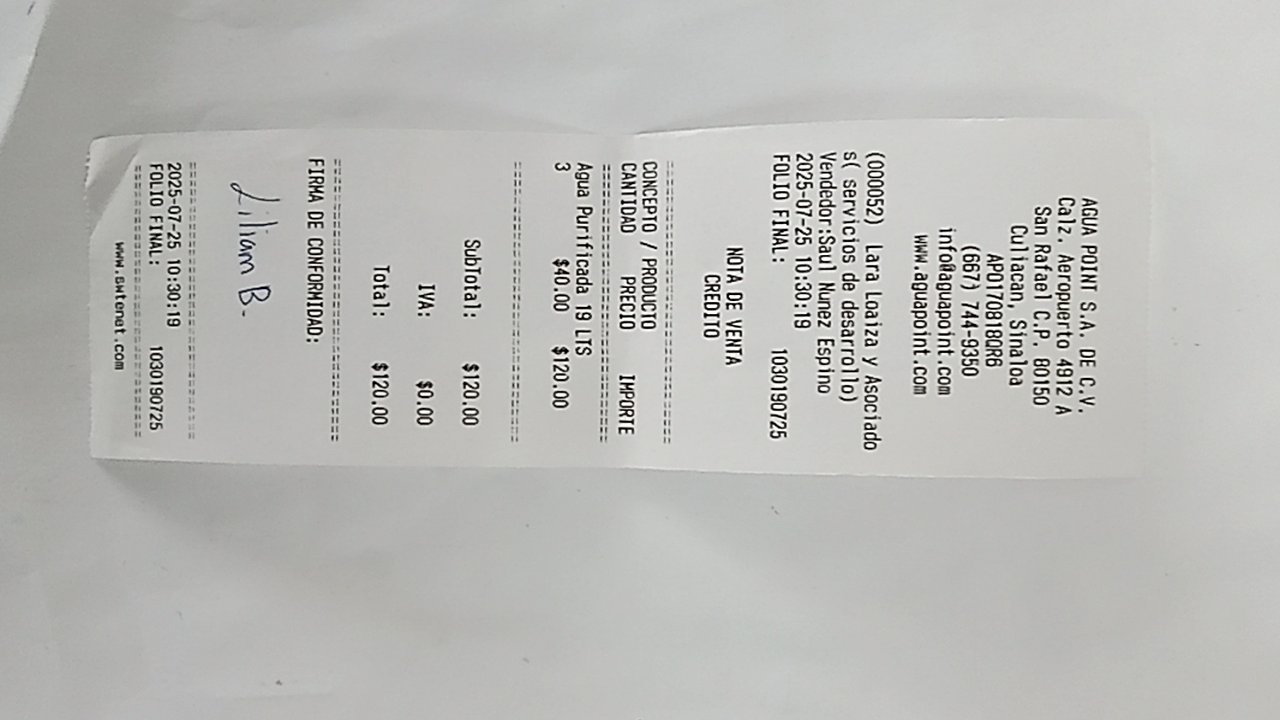 AGUA POINT S.A. DE C.V.
Calz. Aeropuerto 4912 A
San Rafael C.P. 80150
Culiacan, Sinaloa
APO170818QR6
(667) 744-9350
info@aguapoint.com
www.aguapoint.com
(000052) Lara Loaiza y Asociado
s( servicios de desarrollo)
Vendedor:Saul Nunez Espino
2025-07-25 10:30:19
FOLIO FINAL: 1030190725
NOTA DE VENTA
CREDITO
================================
CONCEPTO / PRODUCTO
CANTIDAD PRECIO IMPORTE
================================
Agua Purificada 19 LTS
3 $40.00 $120.00
================================
SubTotal: $120.00
IVA: $0.00
Total: $120.00
================================
FIRMA DE CONFORMIDAD:
Liliam B.
================================
2025-07-25 10:30:19
FOLIO FINAL: 1030190725
================================
www.swtenet.com